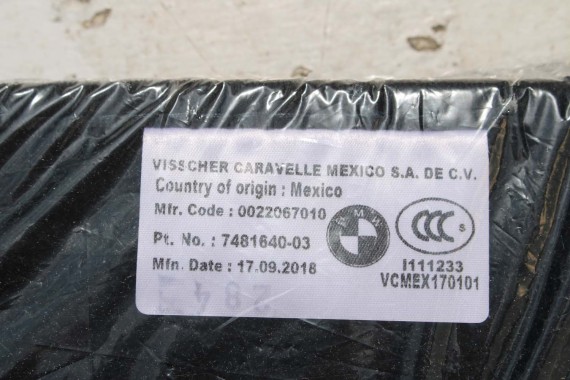 VISSCHER CARAVELLE MEXICO S.A. DE C.V.
Country of origin : Mexico
Mfr. Code : 0022067010
BMW
CCC S
Pt. No. : 7481640-03
I111233
Mfn. Date : 17.09.2018
VCMEX170101